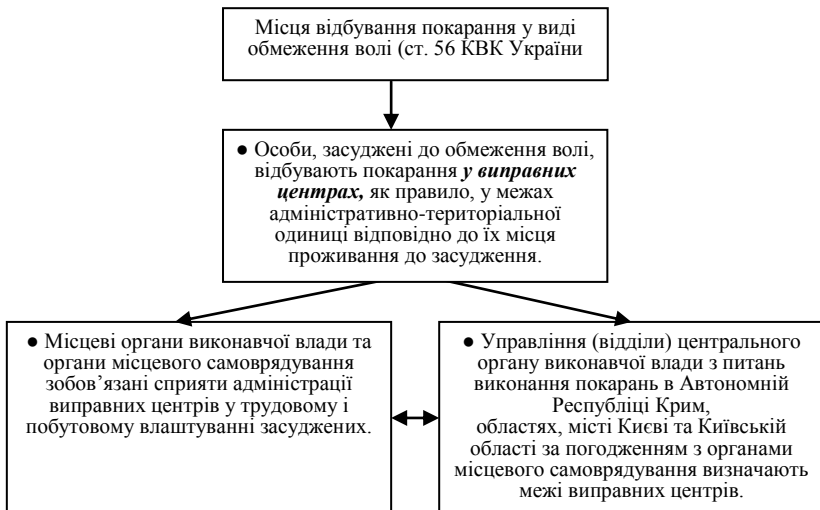 Місця відбування покарання у виді
обмеження волі (ст. 56 КВК України
● Особи, засуджені до обмеження волі,
відбувають покарання у виправних
центрах, як правило, у межах
адміністративно-територіальної
одиниці відповідно до їх місця
проживання до засудження.
● Місцеві органи виконавчої влади та
органи місцевого самоврядування
зобов’язані сприяти адміністрації
виправних центрів у трудовому і
побутовому влаштуванні засуджених.
● Управління (відділи) центрального
органу виконавчої влади з питань
виконання покарань в Автономній
Республіці Крим,
областях, місті Києві та Київській
області за погодженням з органами
місцевого самоврядування визначають
межі виправних центрів.